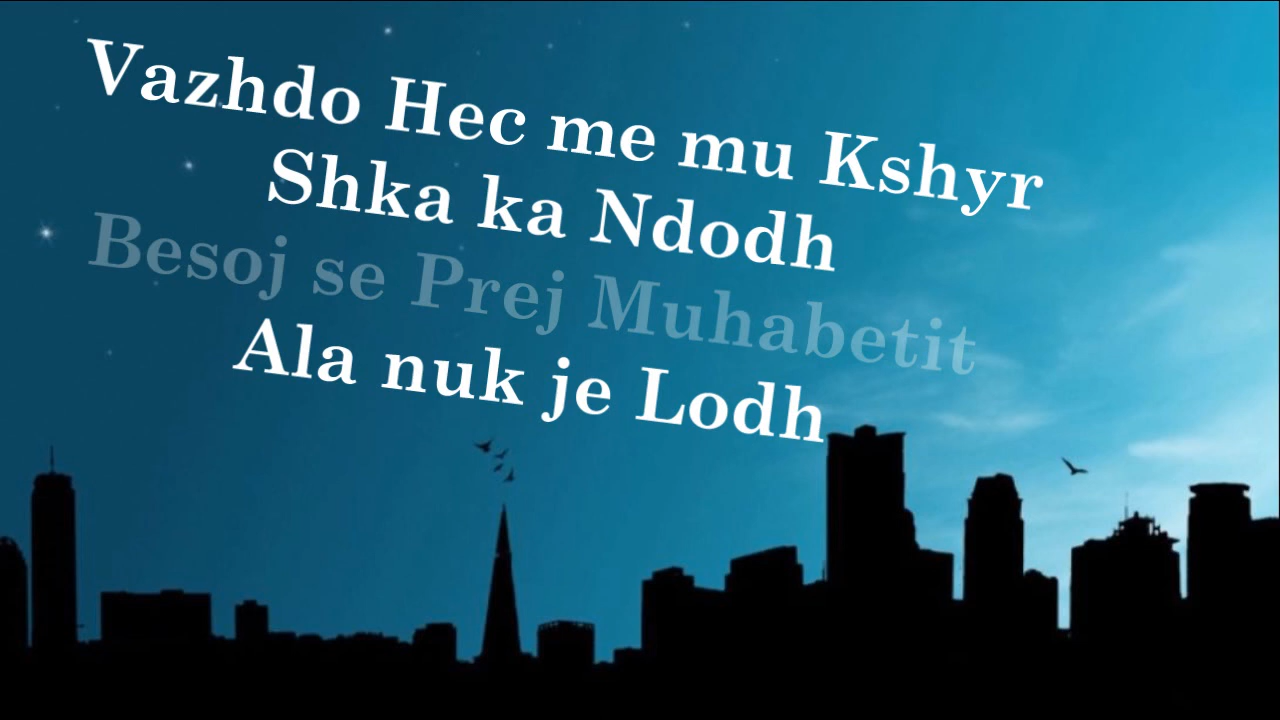 Vazhdo Hec me mu Kshyr
Shka ka Ndodh
Besoj se Prej Muhabetit
Ala nuk je Lodh